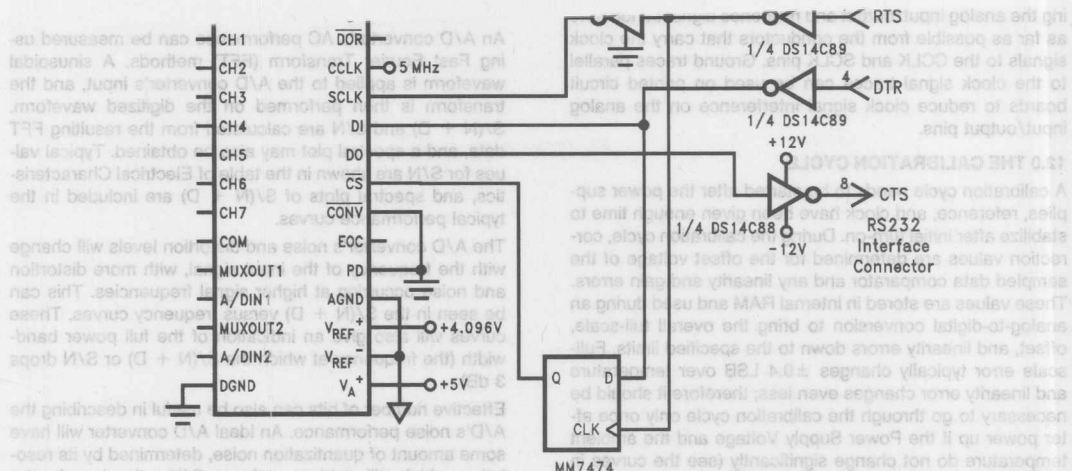 CH1
CH2
CH3
CH4
CH5
CH6
CH7
COM
MUXOUT1
A/DIN1
MUXOUT2
A/DIN2
DGND
DOR
CCLK
SCLK
DI
DO
CS
CONV
EOC
PD
AGND
VREF+
VREF-
VA+
5 MHz
+4.096V
+5V
RTS
1/4 DS14C89
4
DTR
1/4 DS14C89
+12V
8
CTS
1/4 DS14C88
-12V
RS232
Interface
Connector
Q
D
CLK
MM7474
An A/D converter's AC performance can be measured us-
ing Fast Fourier Transform (FFT) methods. A sinusoidal
waveform is applied to the A/D converter's input, and the
transform is then performed on the digitized waveform.
S/(N + D) and S/N are calculated from the resulting FFT
data, and a spectral plot may also be obtained. Typical val-
ues for S/N are shown in the table of Electrical Characteris-
tics, and spectral plots of S/(N + D) are included in the
typical performance curves.
The A/D converter's noise and distortion levels will change
with the frequency of the input signal, with more distortion
and noise occurring at higher signal frequencies. This can
be seen in the S/(N + D) versus frequency curves. These
curves will also give an indication of the full power band-
width (the frequency at which the S/(N + D) or S/N drops
3 dB).
Effective number of bits can also be useful in describing the
A/D's noise performance. An ideal A/D converter will have
some amount of quantization noise, determined by its reso-
ing the analog input
as far as possible from the conductors that carry the clock
signals to the CCLK and SCLK pins. Ground traces parallel
to the clock signal traces can be used on printed circuit
boards to reduce clock signal interference on the analog
input/output pins.
12.0 THE CALIBRATION CYCLE
A calibration cycle needs to be started after the power sup-
plies, reference, and clock have been given enough time to
stabilize after initial turn-on. During the calibration cycle, cor-
rection values are determined for the offset voltage of the
sampled data comparator and any linearity and gain errors.
These values are stored in internal RAM and used during an
analog-to-digital conversion to bring the overall full-scale,
offset, and linearity errors down to the specified limits. Full-
scale error typically changes ±0.4 LSB over temperature
and linearity error changes even less; therefore it should be
necessary to go through the calibration cycle only once af-
ter power up if the Power Supply Voltage and the ambient
temperature do not change significantly (see the curves in